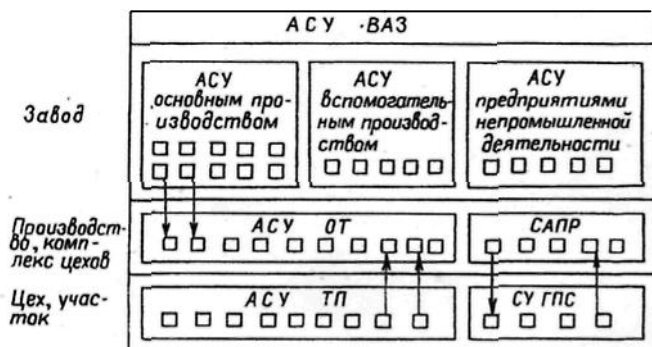 АСУ ·ВАЗ
Завод
АСУ
основным про-
изводством
АСУ
вспомогатель-
ным производ-
ством
АСУ
предприятиями
непромышленной
деятельности
Производст-
во, комп-
лекс цехов
АСУ ОТ
САПР
Цех, учас-
ток
АСУ ТП
СУ ГПС